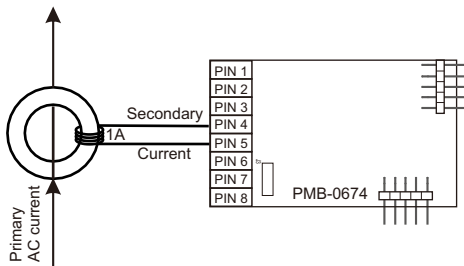 PIN 1
PIN 2
PIN 3
Secondary
PIN 4
1A
PIN 5
Current
PIN 6
PIN 7
PMB-0674
PIN 8
Primary
AC current